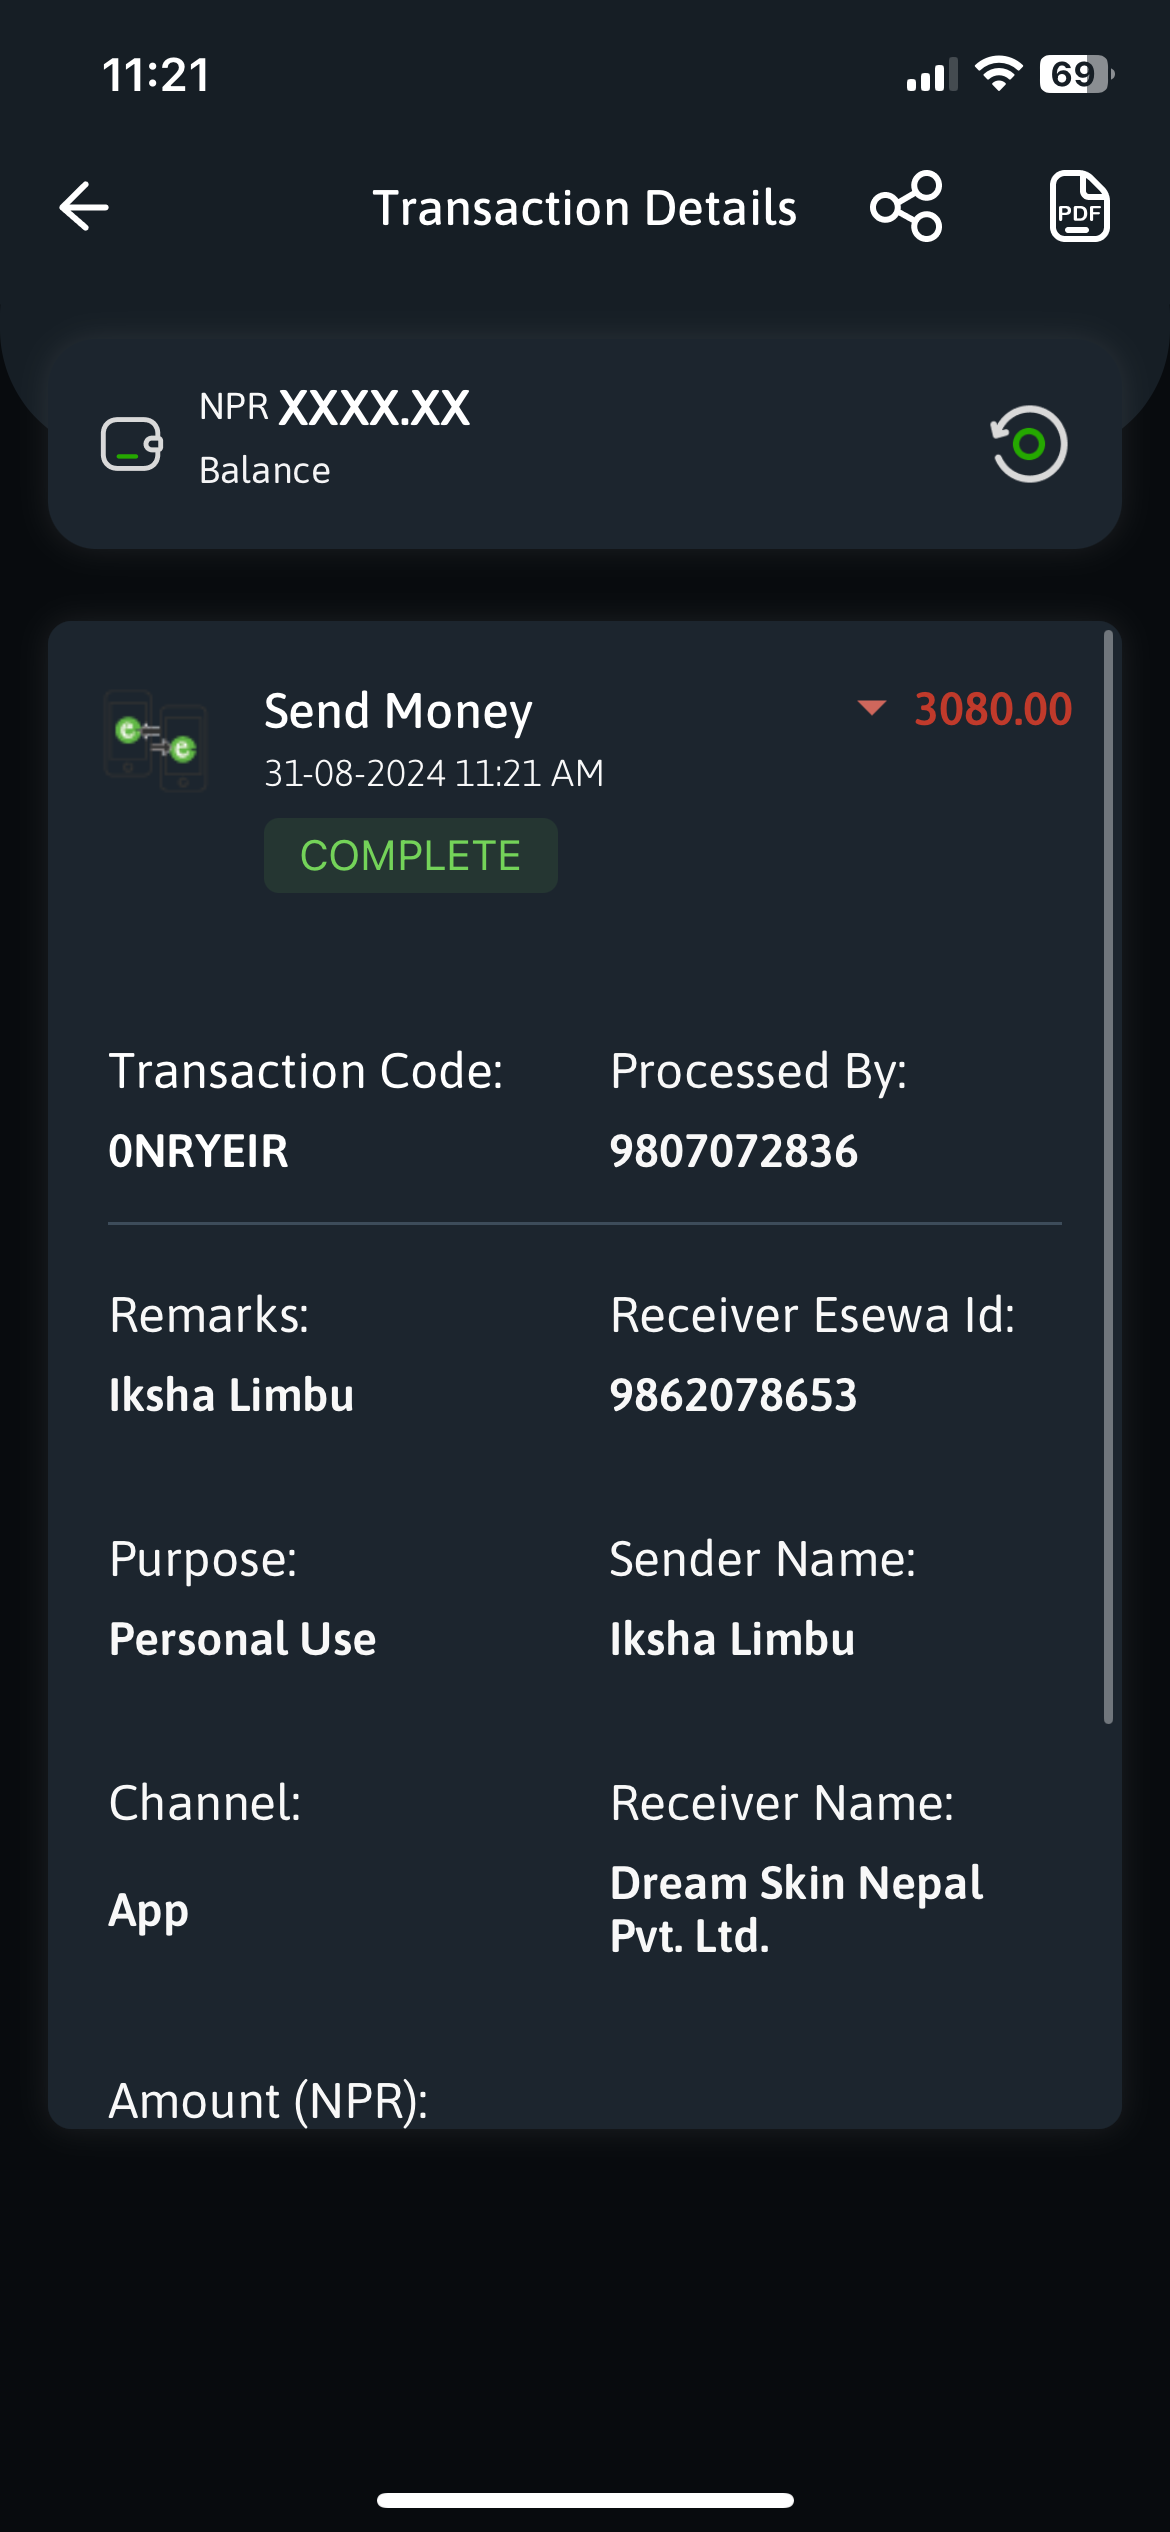 11:21
69
Transaction Details
PDF
NPR XXXX.XX
Balance
Send Money
3080.00
31-08-2024 11:21 AM
COMPLETE
Transaction Code:
Processed By:
0NRYEIR
9807072836
Remarks:
Receiver Esewa Id:
Iksha Limbu
9862078653
Purpose:
Sender Name:
Personal Use
Iksha Limbu
Channel:
Receiver Name:
App
Dream Skin Nepal
Pvt. Ltd.
Amount (NPR):